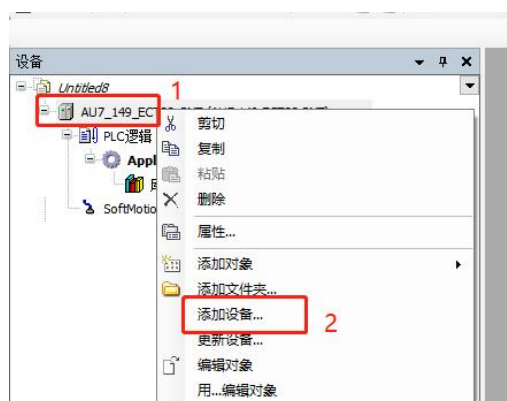 设备
Untitled8
1
AU7_149_ECT
剪切
PLC逻辑
复制
Appl
粘贴
删除
SoftMotio
属性...
添加对象
添加文件夹...
添加设备...
2
更新设备...
编辑对象
用...编辑对象